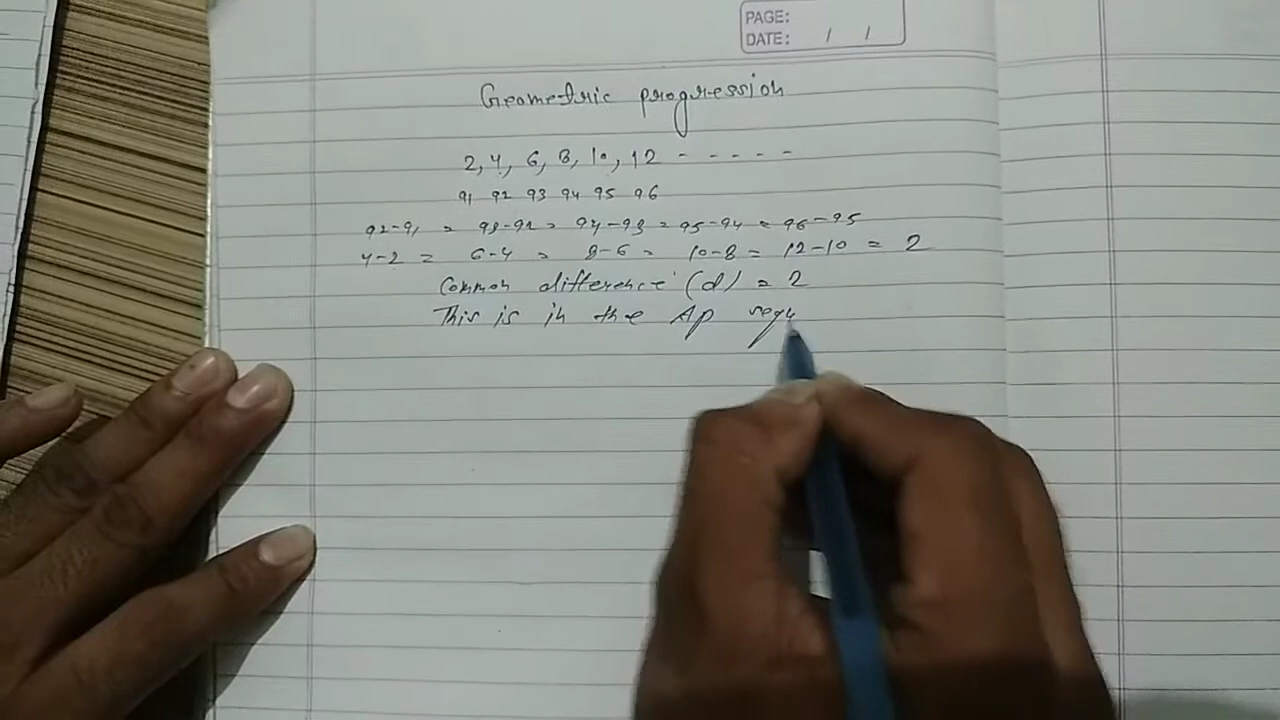 PAGE:
DATE: / /
Geometric progression
2, 4, 6, 8, 10, 12 - - - - -
a1 a2 a3 a4 a5 a6
a2-a1 = a3-a2 = a4-a3 = a5-a4 = a6-a5
4-2 = 6-4 = 8-6 = 10-8 = 12-10 = 2
Common difference (d) = 2
This is in the AP sequ